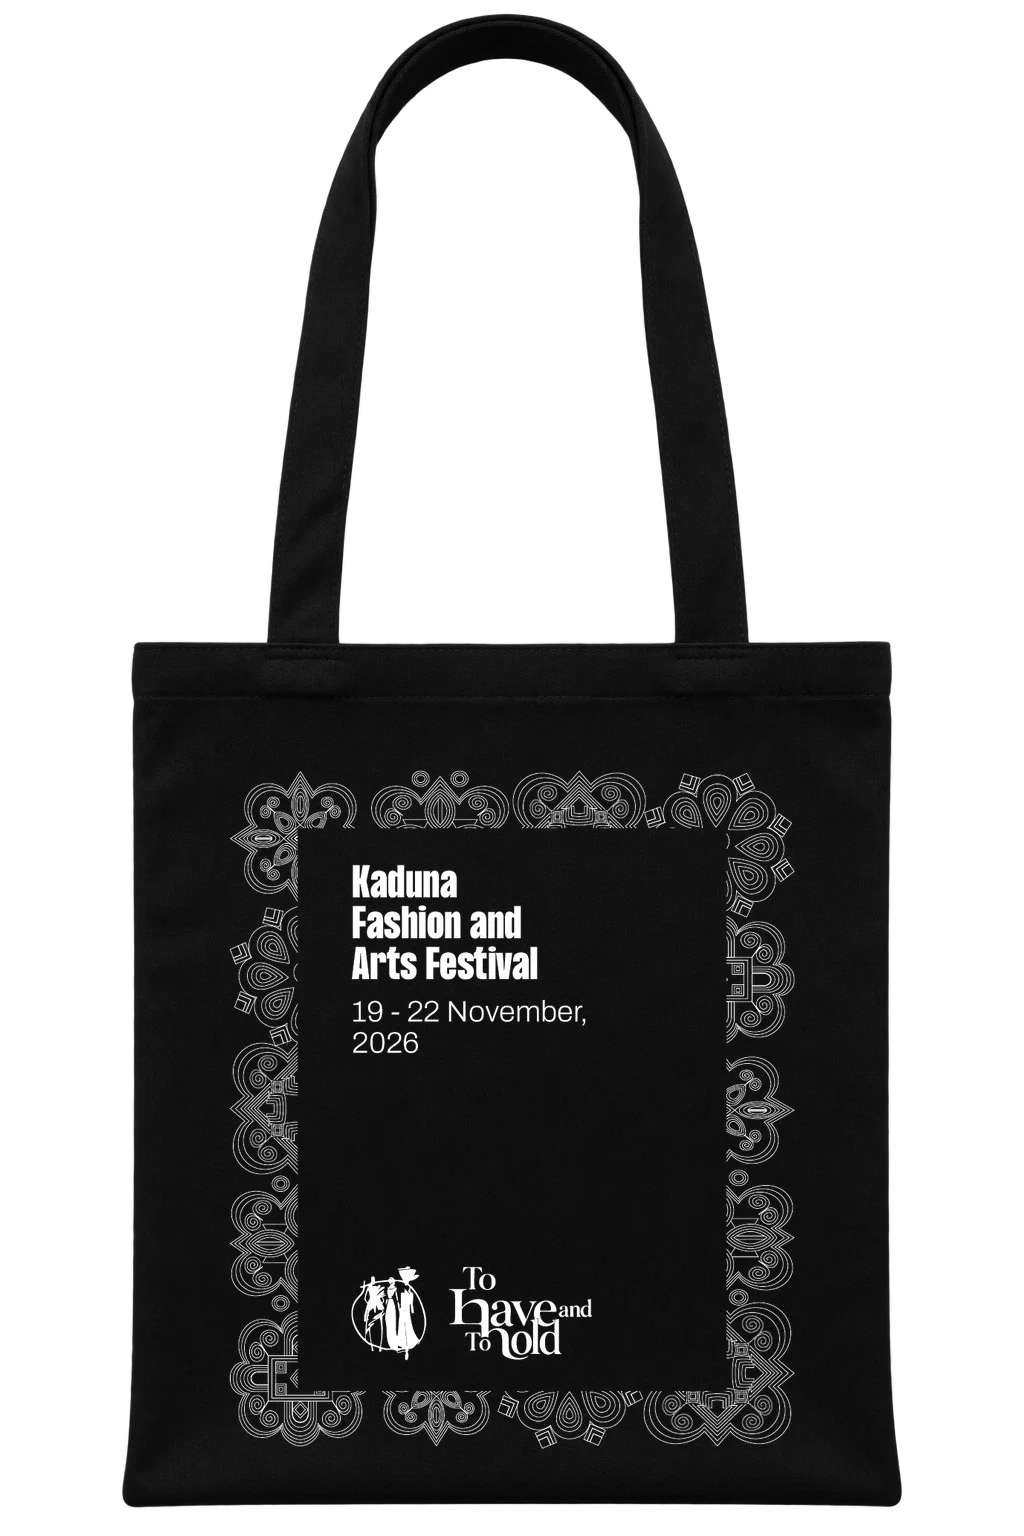 Kaduna
Fashion and
Arts Festival
19 - 22 November,
2026
To
have and
To hold